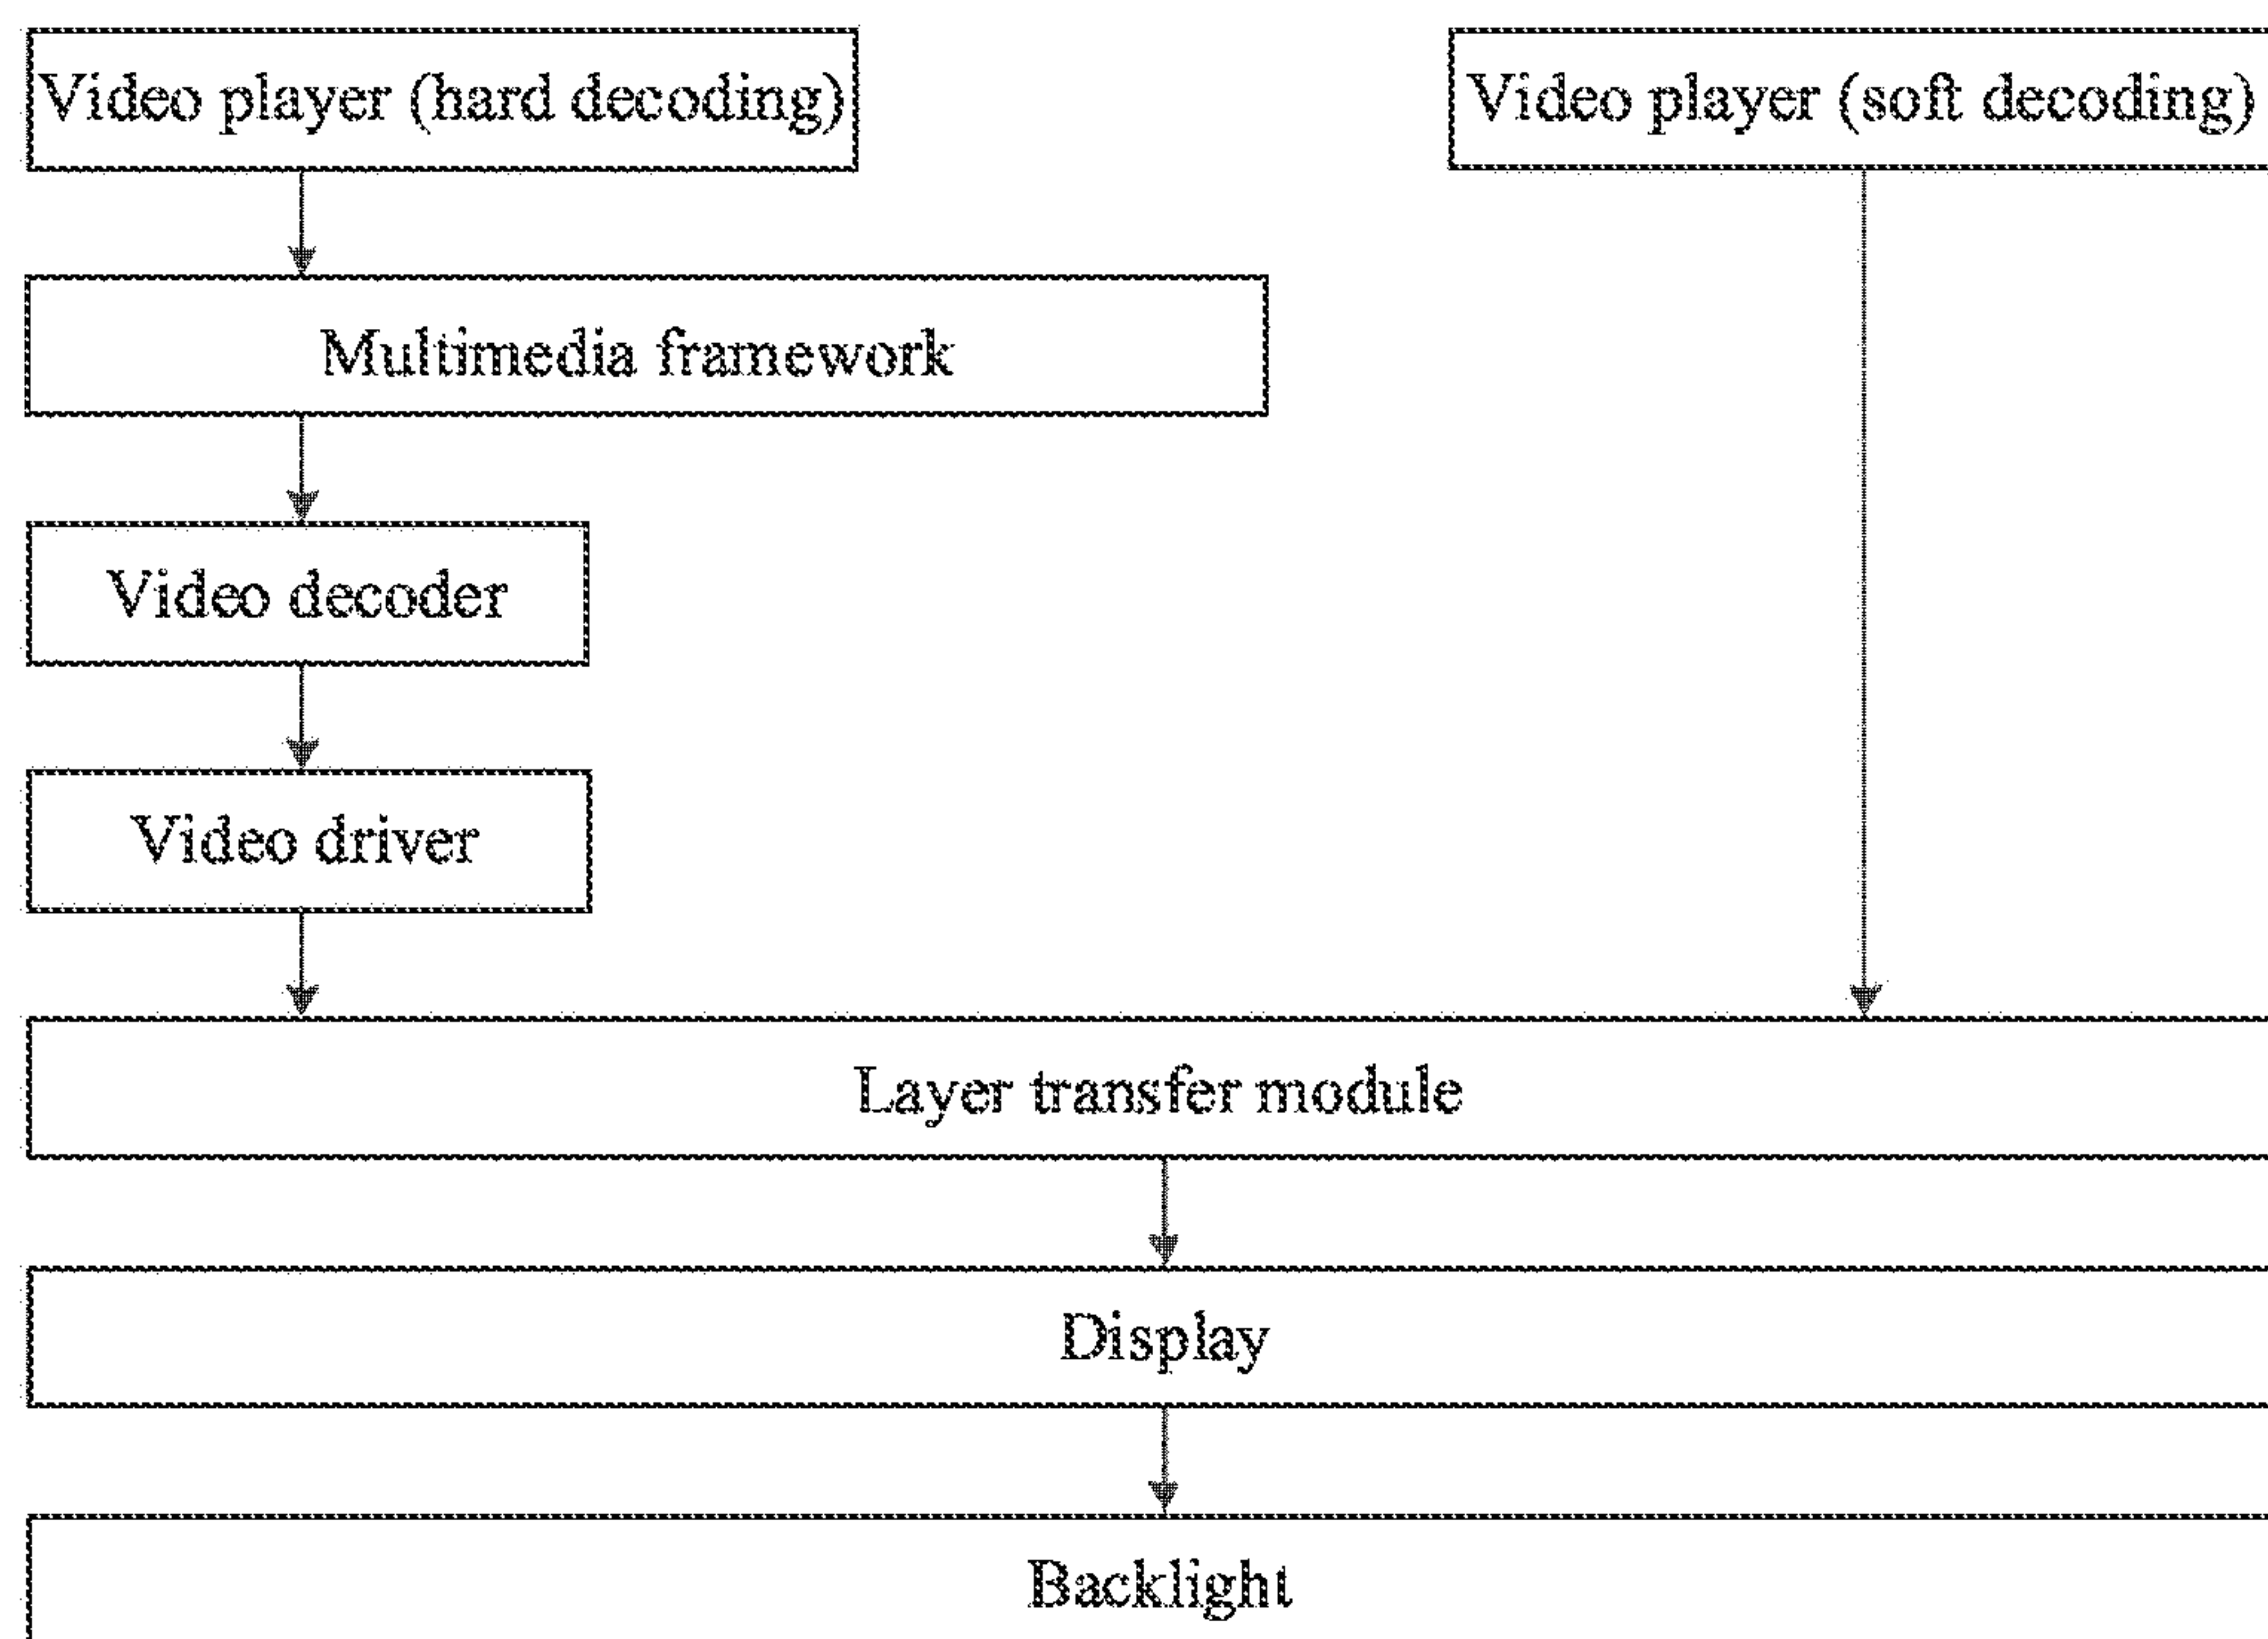 Video player (hard decoding)
Video player (soft decoding)
Multimedia framework
Video decoder
Video driver
Layer transfer module
Display
Backlight